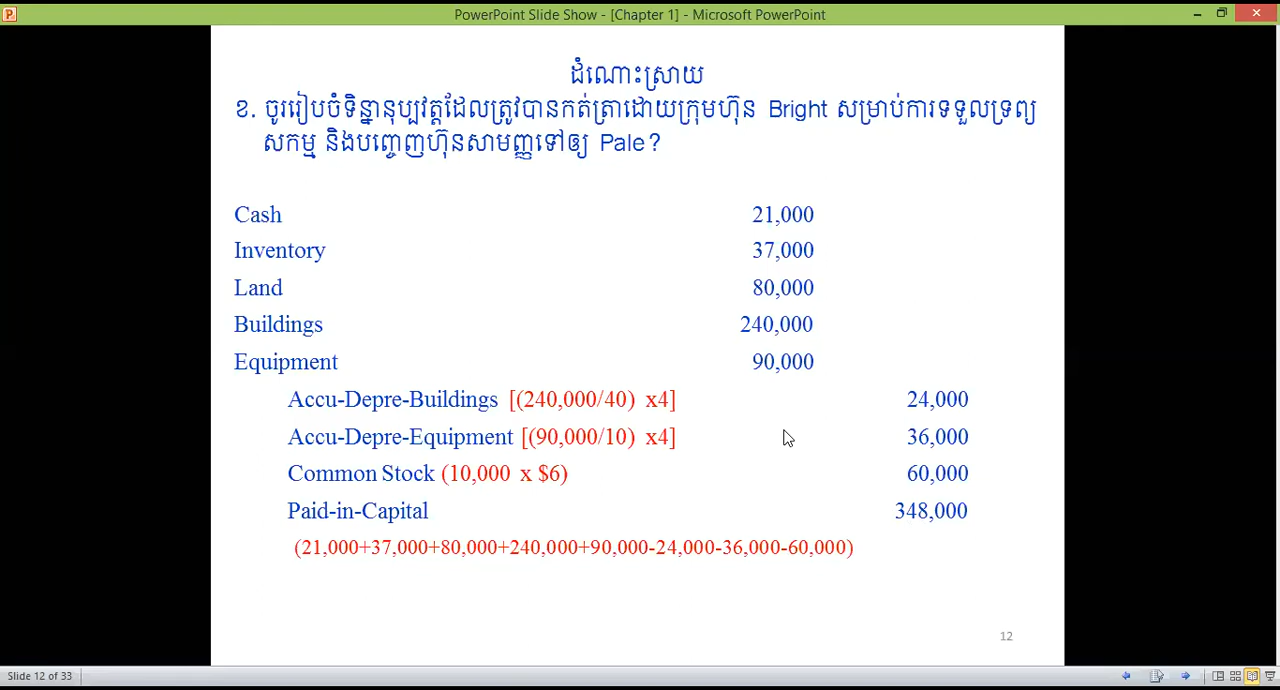 PowerPoint Slide Show - [Chapter 1] - Microsoft PowerPoint
ដំណោះស្រាយ
ខ. ចូររៀបចំទិន្នានុប្បវត្តដែលត្រូវបានកត់ត្រាដោយក្រុមហ៊ុន Bright សម្រាប់ការទទួលទ្រព្យ
សកម្ម និងបញ្ចេញហ៊ុនសាមញ្ញទៅឲ្យ Pale?
Cash 21,000
Inventory 37,000
Land 80,000
Buildings 240,000
Equipment 90,000
Accu-Depre-Buildings [(240,000/40) x4] 24,000
Accu-Depre-Equipment [(90,000/10) x4] 36,000
Common Stock (10,000 x $6) 60,000
Paid-in-Capital 348,000
(21,000+37,000+80,000+240,000+90,000-24,000-36,000-60,000)
12
Slide 12 of 33